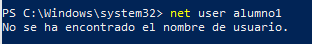 PS C:\Windows\system32> net user alumno1
No se ha encontrado el nombre de usuario.